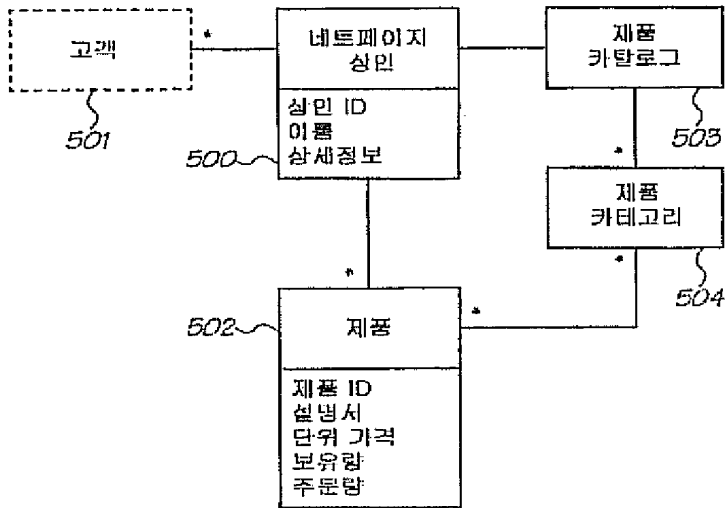 고객
*
네트페이지
상인
상인 ID
이름
상세정보
제품
카탈로그
501
500
503
*
제품
카테고리
*
504
*
502
제품
*
제품 ID
설명서
단위 가격
보유량
주문량